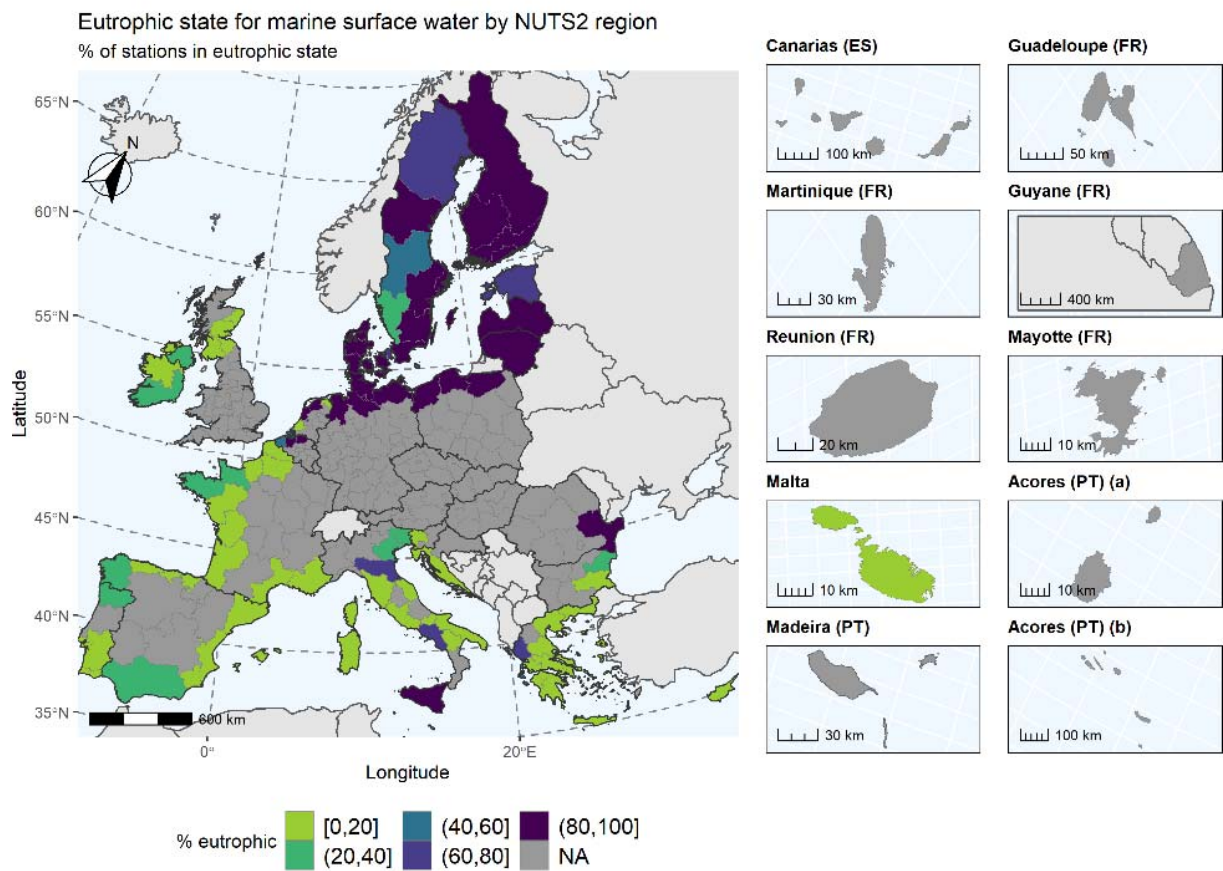 Eutrophic state for marine surface water by NUTS2 region
% of stations in eutrophic state
65°N
60°N
55°N
50°N
45°N
40°N
35°N
Latitude
N
600 km
0°
20°E
Longitude
% eutrophic
[0,20]
(20,40]
(40,60]
(60,80]
(80,100]
NA
Canarias (ES)
100 km
Guadeloupe (FR)
50 km
Martinique (FR)
30 km
Guyane (FR)
400 km
Reunion (FR)
20 km
Mayotte (FR)
10 km
Malta
10 km
Acores (PT) (a)
10 km
Madeira (PT)
30 km
Acores (PT) (b)
100 km